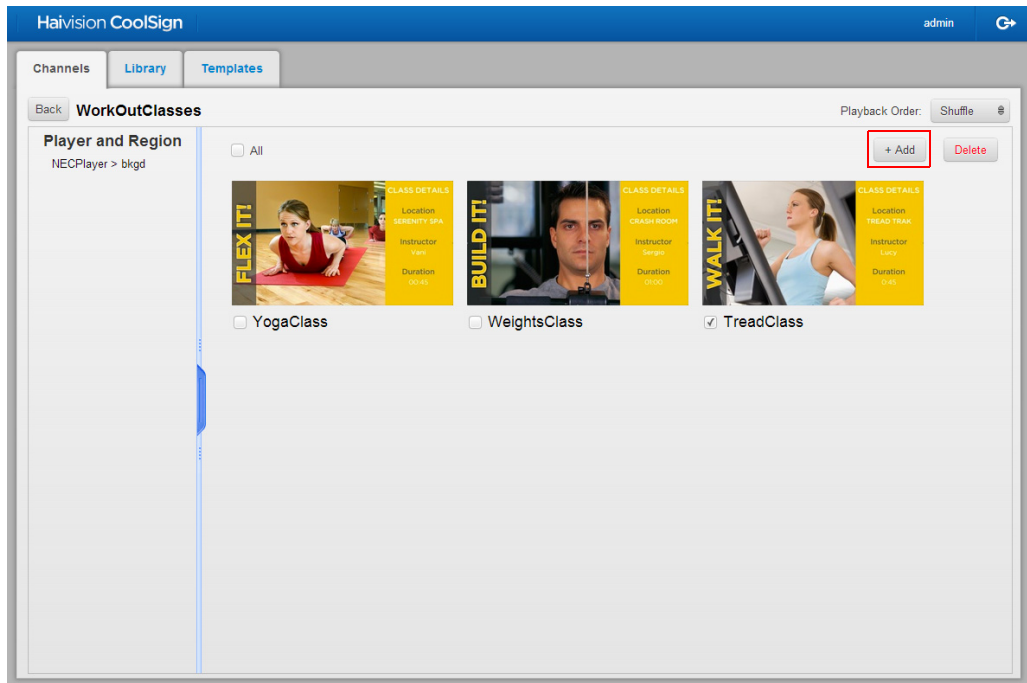 Haivision CoolSign
admin
Channels
Library
Templates
Back
WorkOutClasses
Playback Order:
Shuffle
Player and Region
NECPlayer > bkgd
All
+ Add
Delete
FLEX IT!
CLASS DETAILS
Location
SERENITY SPA
Instructor
Vani
Duration
00:45
BUILD IT!
CLASS DETAILS
Location
CRASH ROOM
Instructor
Sergio
Duration
01:00
WALK IT!
CLASS DETAILS
Location
TREAD TRAK
Instructor
Lucy
Duration
0:45
YogaClass
WeightsClass
TreadClass